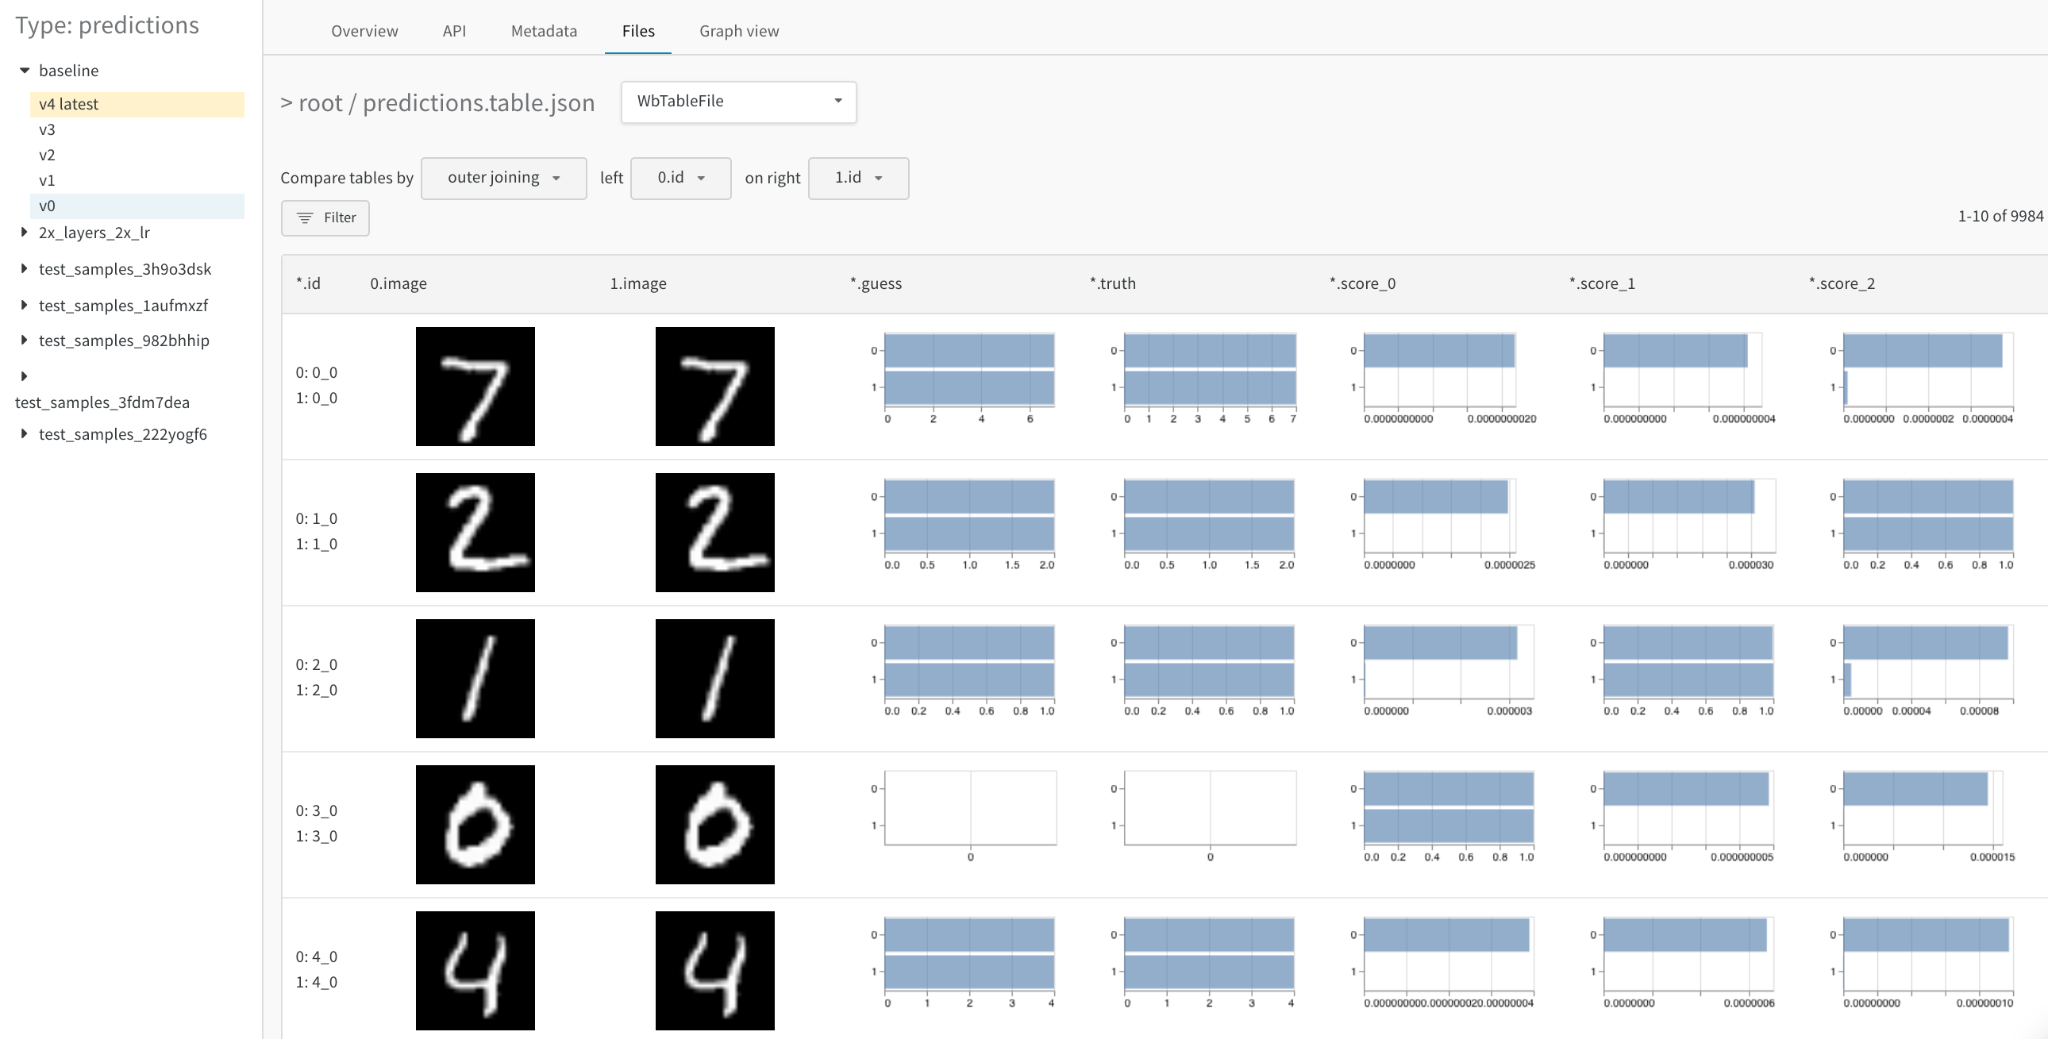 Type: predictions
baseline
v4 latest
v3
v2
v1
v0
2x_layers_2x_lr
test_samples_3h9o3dsk
test_samples_1aufmxzf
test_samples_982bhhip
test_samples_3fdm7dea
test_samples_222yogf6
Overview API Metadata Files Graph view
> root / predictions.table.json WbTableFile
Compare tables by outer joining left 0.id on right 1.id
Filter
1-10 of 9984
*.id 0.image 1.image *.guess *.truth *.score_0 *.score_1 *.score_2
0: 0_0
1: 0_0
7 7
0 0 0 0 0
1 1 1 1 1
0 2 4 6 0 1 2 3 4 5 6 7 0.0000000000 0.0000000020 0.000000000 0.000000004 0.0000000 0.0000002 0.0000004
0: 1_0
1: 1_0
2 2
0 0 0 0 0
1 1 1 1 1
0.0 0.5 1.0 1.5 2.0 0.0 0.5 1.0 1.5 2.0 0.0000000 0.0000025 0.000000 0.000030 0.0 0.2 0.4 0.6 0.8 1.0
0: 2_0
1: 2_0
1 1
0 0 0 0 0
1 1 1 1 1
0.0 0.2 0.4 0.6 0.8 1.0 0.0 0.2 0.4 0.6 0.8 1.0 0.000000 0.000003 0.0 0.2 0.4 0.6 0.8 1.0 0.00000 0.00004 0.00008
0: 3_0
1: 3_0
0 0
0 0 0 0 0
1 1 1 1 1
0 0 0.0 0.2 0.4 0.6 0.8 1.0 0.000000000 0.000000005 0.000000 0.000015
0: 4_0
1: 4_0
4 4
0 0 0 0 0
1 1 1 1 1
0 1 2 3 4 0 1 2 3 4 0.00000000 0.00000002 0.00000004 0.0000000 0.0000006 0.00000000 0.00000010